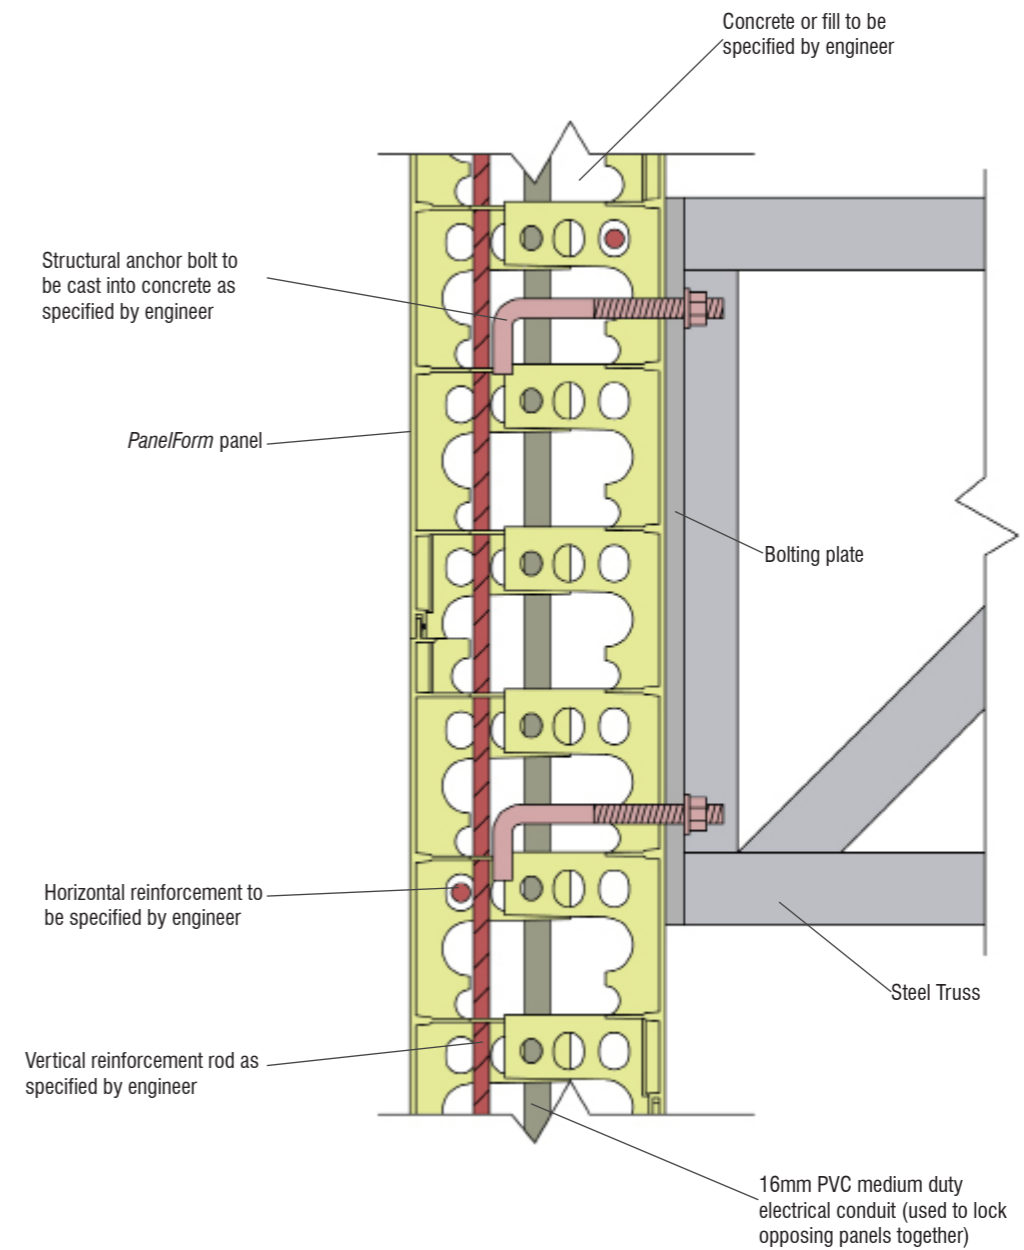 Concrete or fill to be
specified by engineer
Structural anchor bolt to
be cast into concrete as
specified by engineer
PanelForm panel
Bolting plate
Horizontal reinforcement to
be specified by engineer
Steel Truss
Vertical reinforcement rod as
specified by engineer
16mm PVC medium duty
electrical conduit (used to lock
opposing panels together)